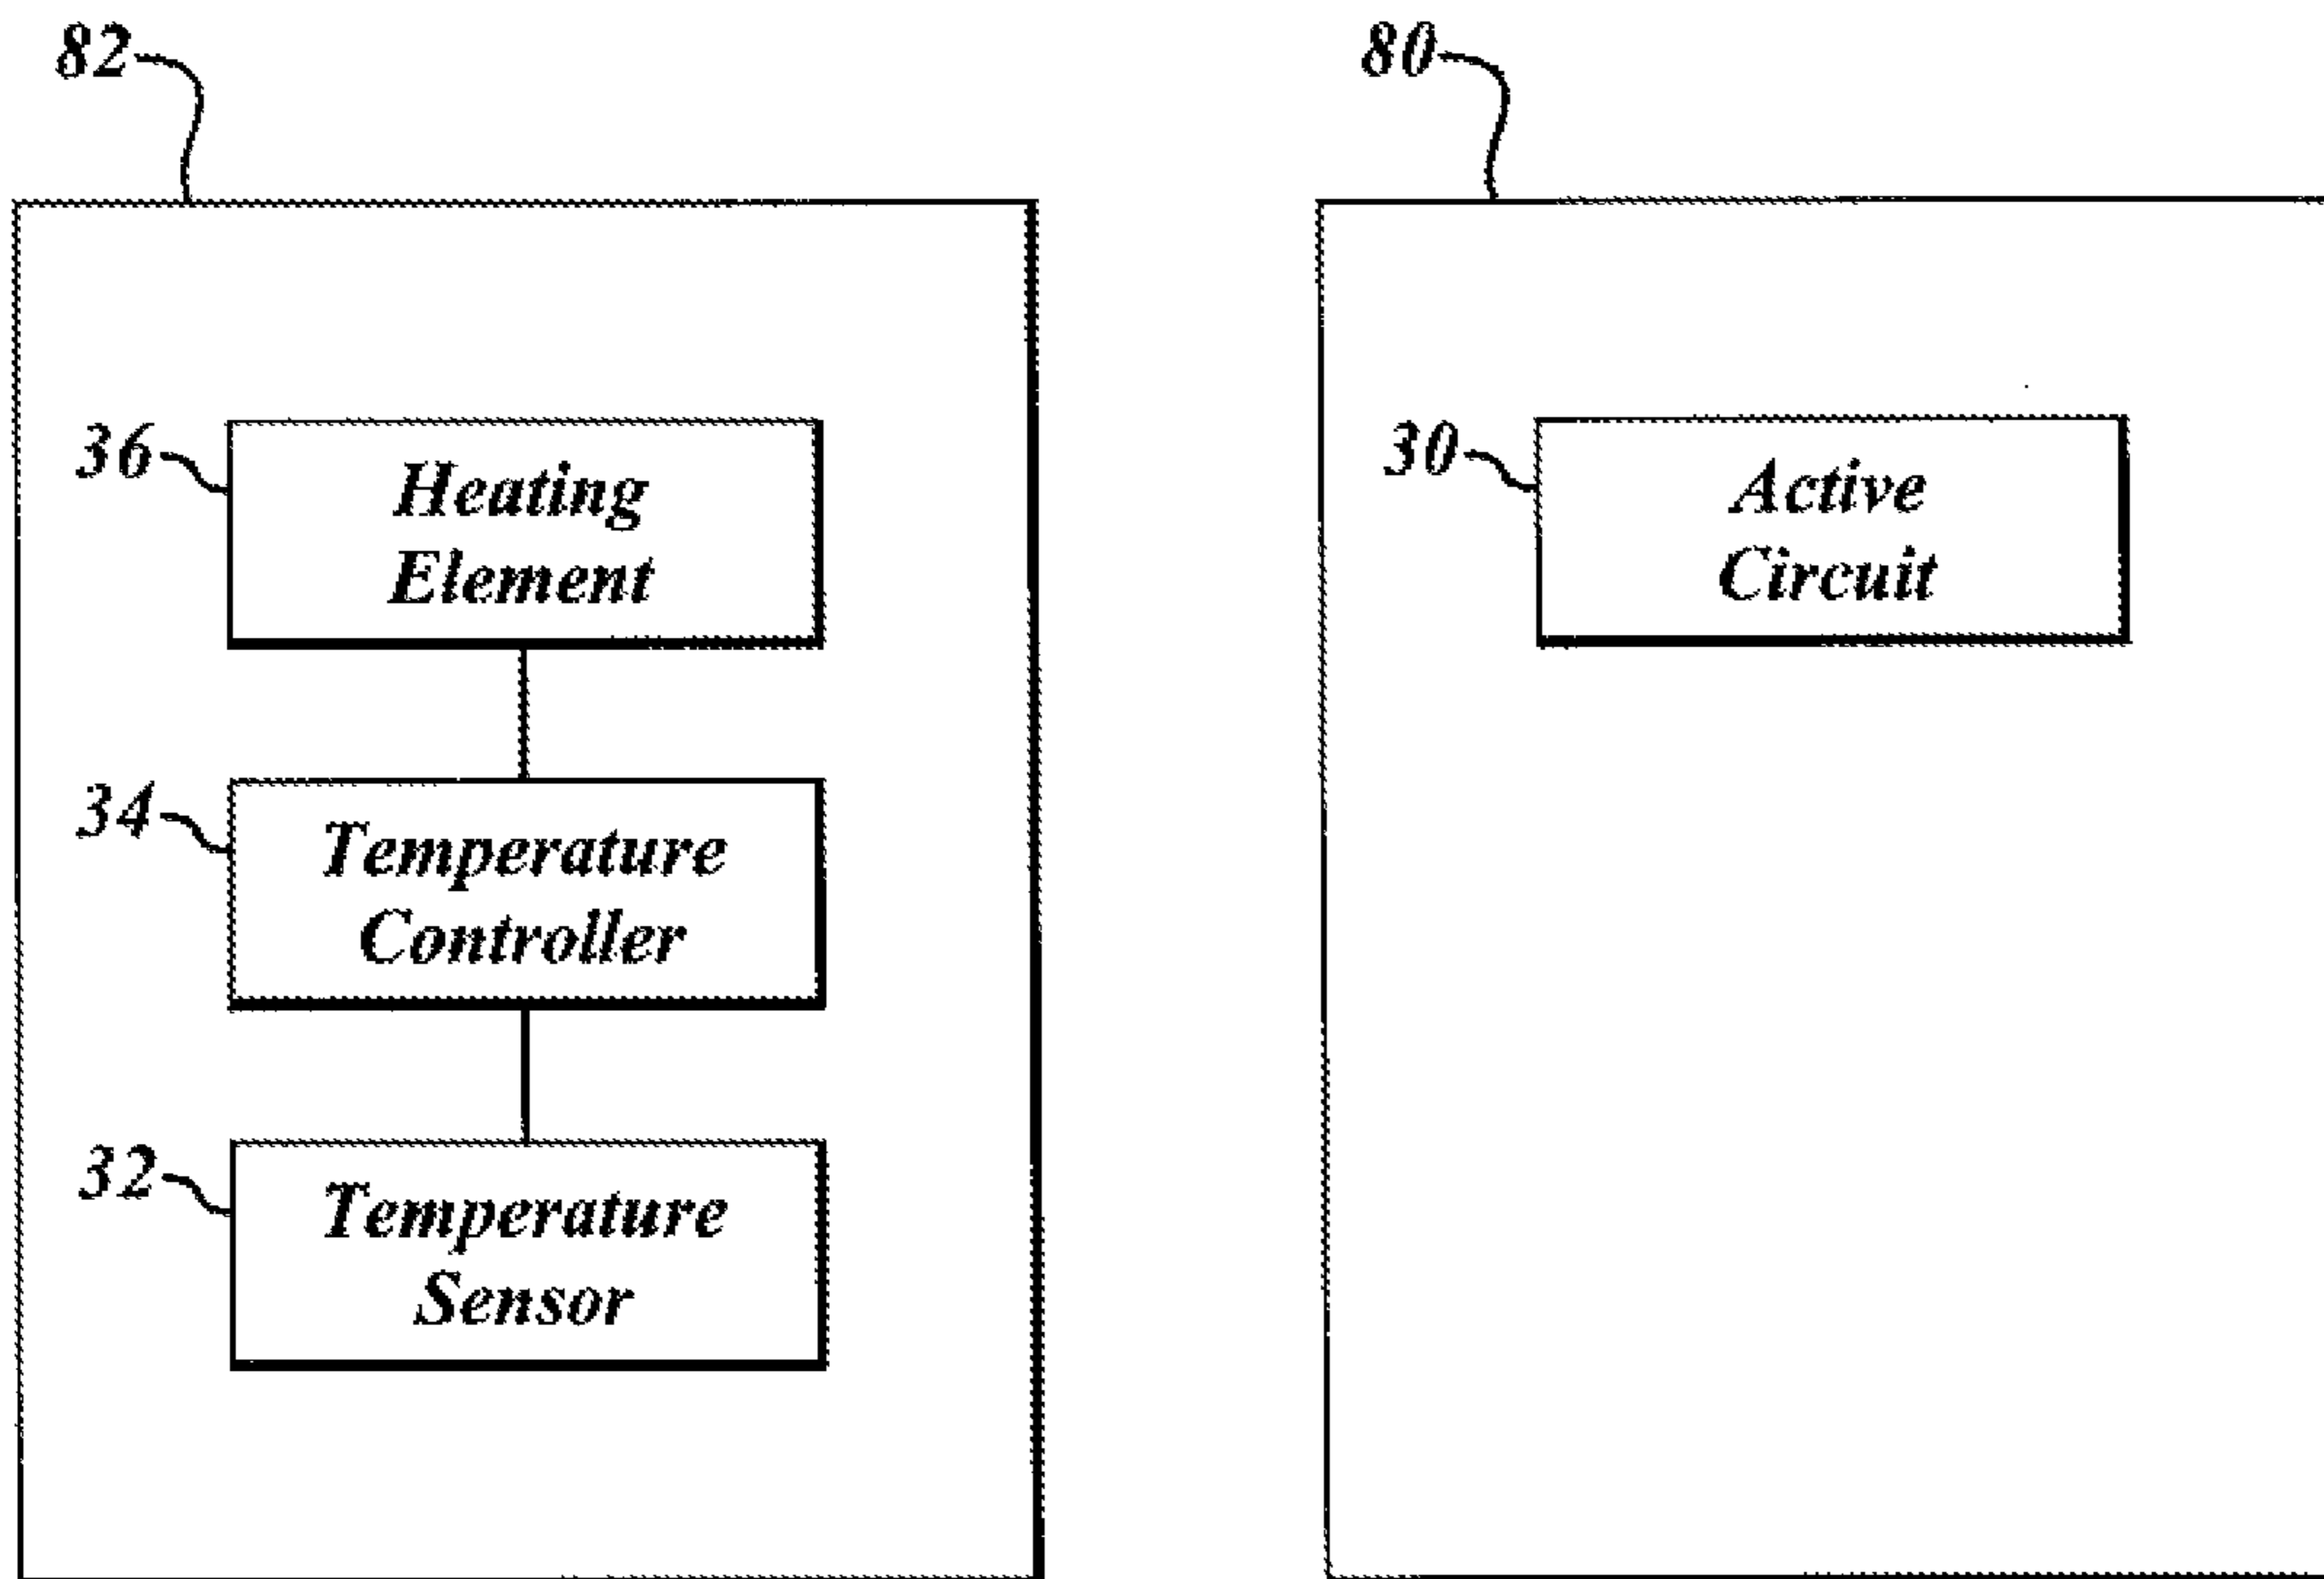 82
80
36
Heating
Element
30
Active
Circuit
34
Temperature
Controller
32
Temperature
Sensor